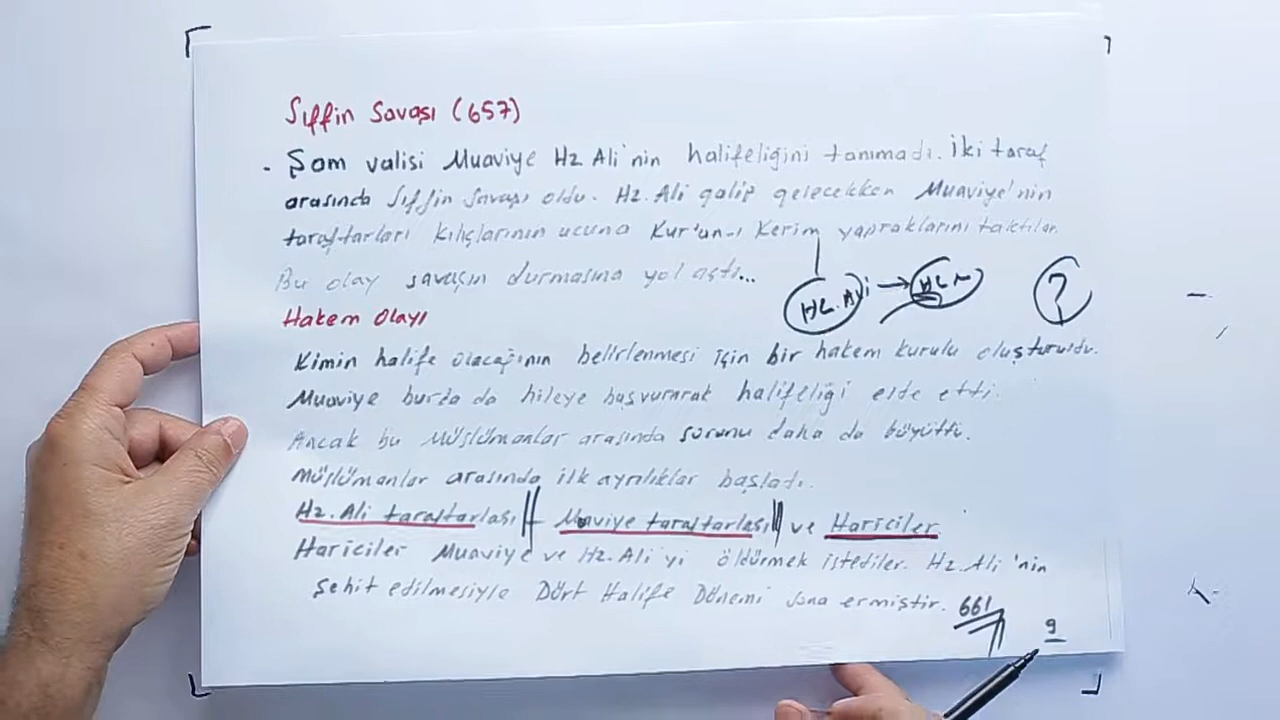 Sıffin Savaşı (657)
. Şam valisi Muaviye Hz Ali'nin halifeliğini tanımadı. İki taraf
arasında Sıffin Savaşı oldu. Hz. Ali galip gelecekken Muaviye'nin
taraftarları kılıçlarının ucuna Kur'an-ı Kerim yapraklarını taktılar.
Bu olay savaşın durmasına yol açtı...
Hz. Ali → Hz. M ?
Hakem Olayı
Kimin halife olacağının belirlenmesi için bir hakem kurulu oluşturuldu.
Muaviye burda da hileye başvurarak halifeliği elde etti.
Ancak bu müslümanlar arasında sorunu daha da büyüttü.
Müslümanlar arasında ilk ayrılıklar başladı.
Hz. Ali taraftarlası - Muaviye taraftarlası ve Hariciler.
Hariciler Muaviye ve Hz. Ali'yi öldürmek istediler. Hz. Ali'nin
şehit edilmesiyle Dört Halife Dönemi sona ermiştir. 661
9